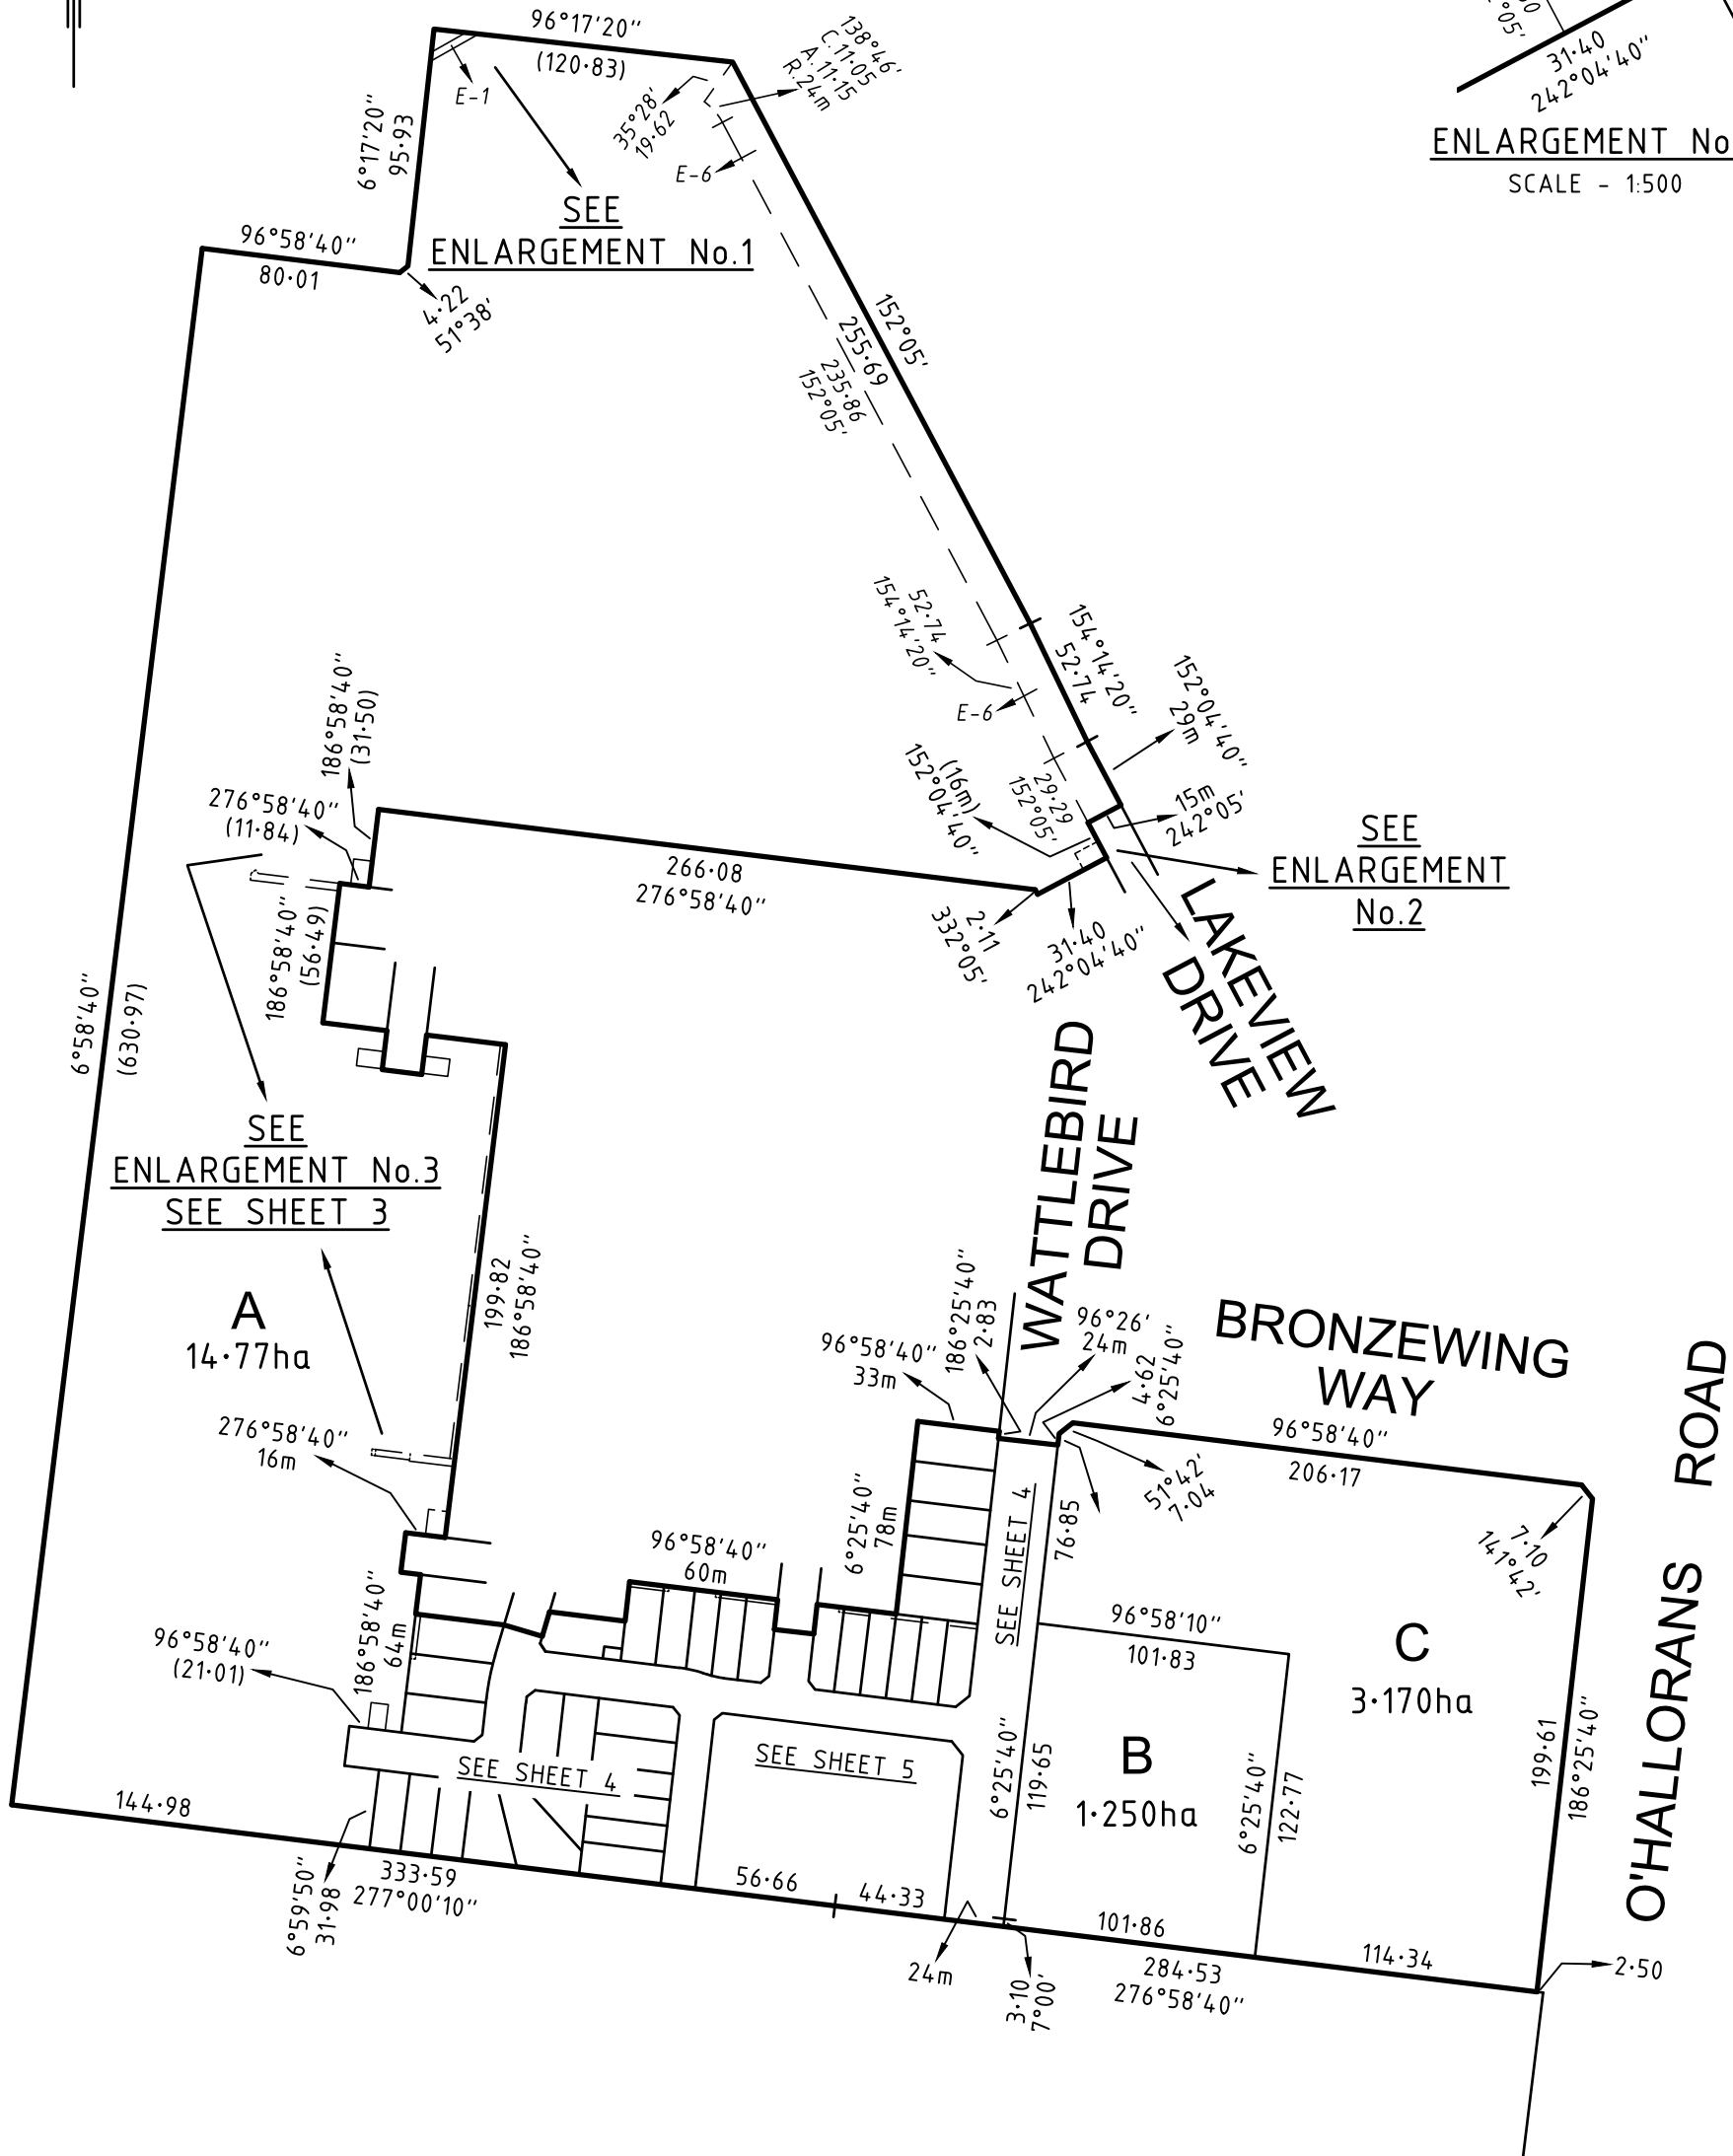 96°17'20"
(120·83)
138°46'
C.11·05
A.11·15
R.24m
31·40
242°04'40"
ENLARGEMENT No
SCALE - 1:500
E-1
6°17'20"
95·93
35°28'
19·62
E-6
SEE
ENLARGEMENT No.1
96°58'40"
80·01
4·22
51°38'
152°05'
255·69
235·86
152°05'
52·74
154°14'20"
154°14'20"
52·74
E-6
152°04'40"
29m
(16m)
152°04'40"
29·29
152°05'
15m
242°05'
SEE
ENLARGEMENT
No.2
186°58'40"
(31·50)
276°58'40"
(11·84)
266·08
276°58'40"
2·11
332°05'
31·40
242°04'40"
LAKEVIEW
DRIVE
186°58'40"
(56·49)
6°58'40"
(630·97)
SEE
ENLARGEMENT No.3
SEE SHEET 3
WATTLEBIRD
DRIVE
199·82
186°58'40"
A
14·77ha
186°25'40"
2·83
96°26'
24m
4·62
6°25'40"
96°58'40"
33m
BRONZEWING
WAY
96°58'40"
206·17
51°42'
7·04
7·10
141°42'
O'HALLORANS ROAD
276°58'40"
16m
6°25'40"
78m
SEE SHEET 4
76·85
96°58'40"
60m
186°58'40"
64m
96°58'40"
(21·01)
96°58'10"
101·83
C
3·170ha
B
1·250ha
6°25'40"
119·65
6°25'40"
122·77
199·61
186°25'40"
SEE SHEET 4
SEE SHEET 5
144·98
6°59'50"
31·98
333·59
277°00'10"
56·66
44·33
24m
3·10
7°00'
101·86
284·53
276°58'40"
114·34
2·50